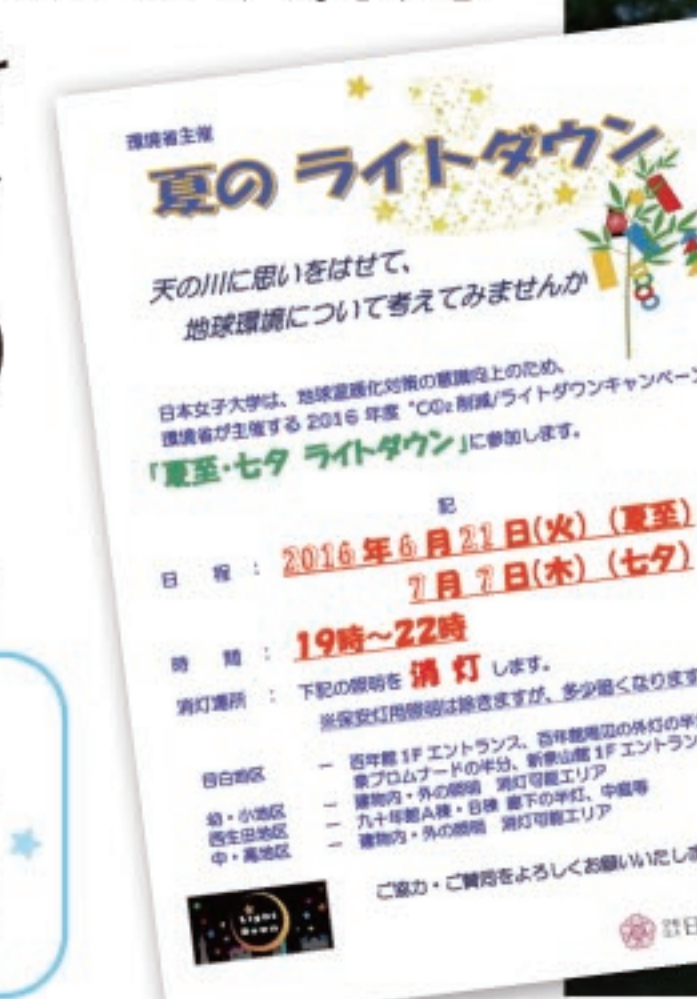 環境省主催
夏の ライトダウン
天の川に思いをはせて、
地球環境について考えてみませんか
日本女子大学は、地球温暖化対策の意識向上のため、
環境省が主催する 2016 年度 "CO₂ 削減/ライトダウンキャンペーン
「夏至・七夕 ライトダウン」に参加します。
記
日 程 : 2016年6月21日(火)(夏至)
7月7日(木)(七夕)
時 間 : 19時~22時
消灯場所 : 下記の照明を 消 灯 します。
※保安灯用照明は除きますが、多少暗くなります
目白地区 - 百年館 1F エントランス、百年館周辺の外灯の半
象プロムナードの半分、新泉山館 1F エントラン
幼・小地区 - 建物内・外の照明 消灯可能エリア
西生田地区 - 九十年館A棟・B棟 廊下の半灯、中庭等
中・高地区 - 建物内・外の照明 消灯可能エリア
ご協力・ご賛同をよろしくお願いいたしま
Light
Down
日